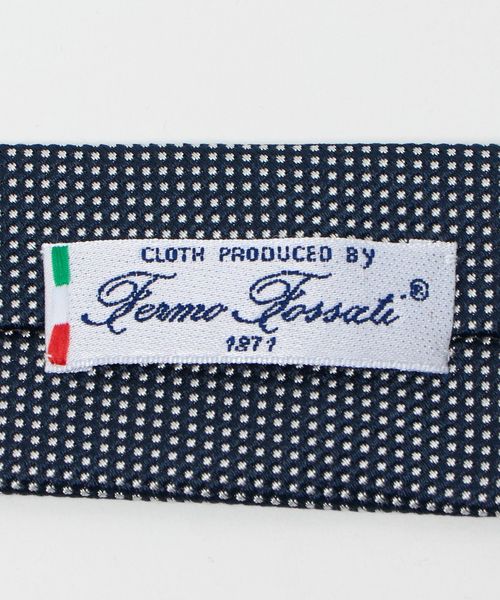 CLOTH PRODUCED By
Fermo Fossati®
1871